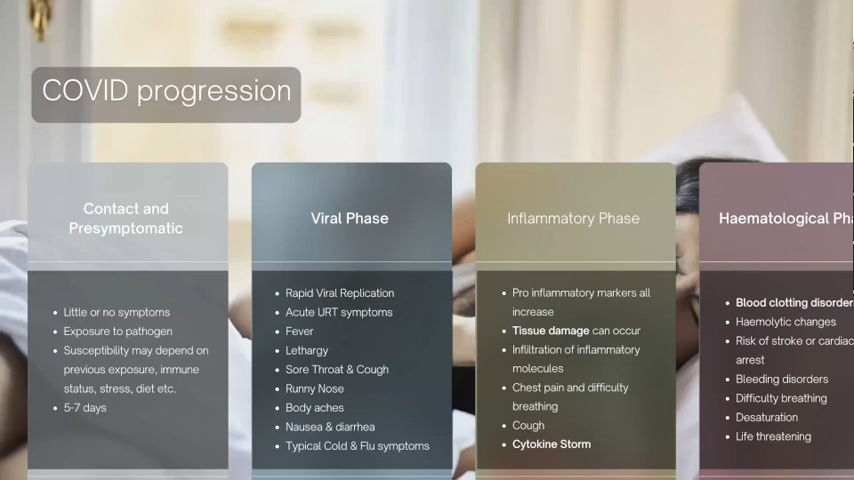 COVID progression
Contact and
Presymptomatic
Little or no symptoms
Exposure to pathogen
Susceptibility may depend on
previous exposure, immune
status, stress, diet etc.
5-7 days
Viral Phase
Rapid Viral Replication
Acute URT symptoms
Fever
Lethargy
Sore Throat & Cough
Runny Nose
Body aches
Nausea & diarrhea
Typical Cold & Flu symptoms
Inflammatory Phase
Pro inflammatory markers all
increase
Tissue damage can occur
Infliltration of inflammatory
molecules
Chest pain and difficulty
breathing
Cough
Cytokine Storm
Haematological Pha
Blood clotting disorder
Haemolytic changes
Risk of stroke or cardiac
arrest
Bleeding disorders
Difficulty breathing
Desaturation
Life threatening